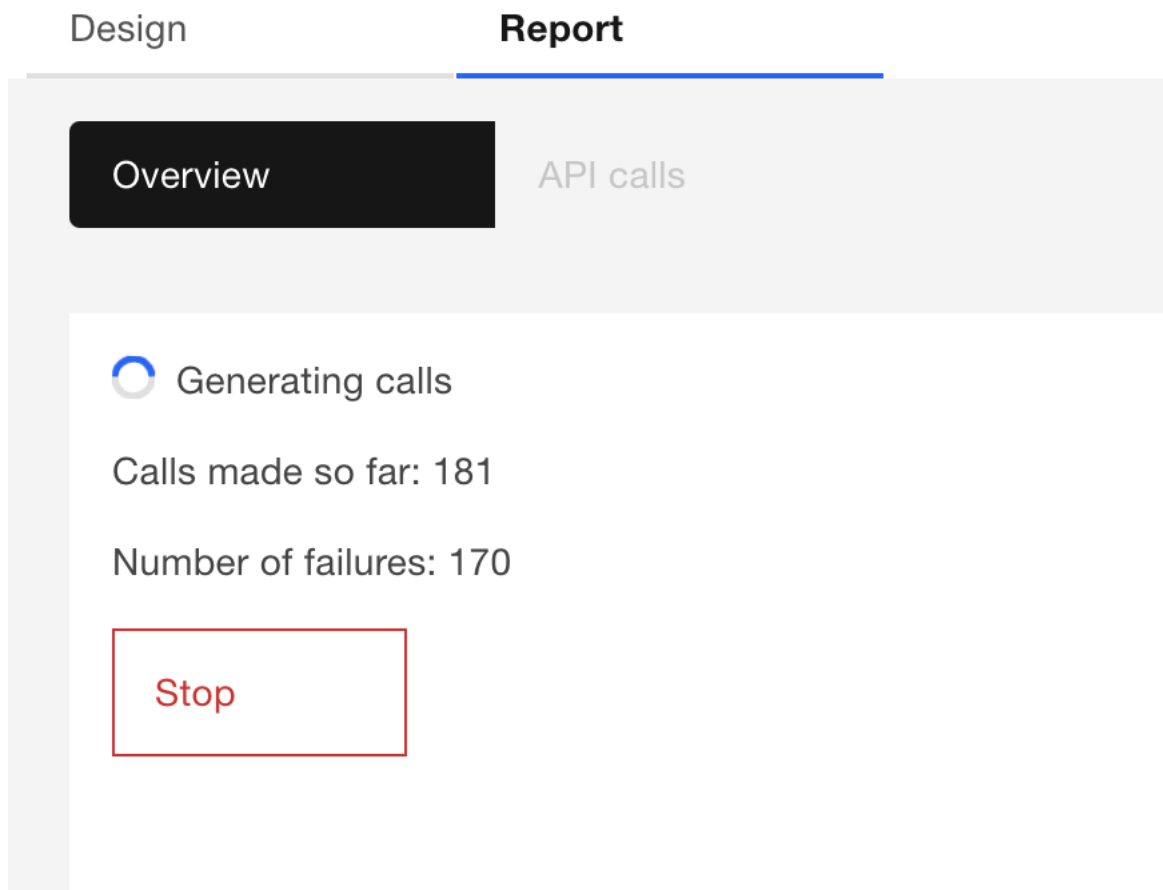 Design Report
Overview API calls
Generating calls
Calls made so far: 181
Number of failures: 170
Stop